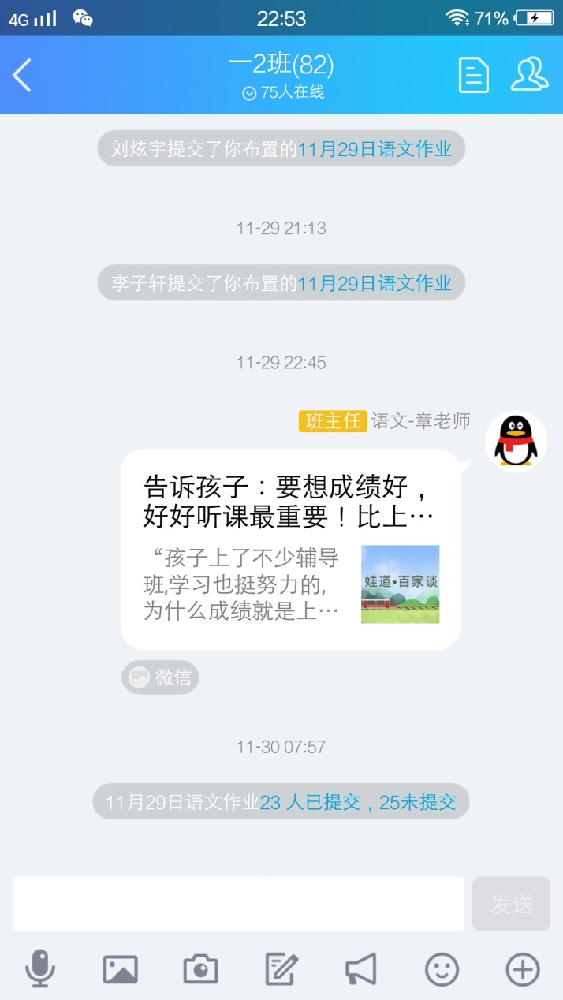 4G 22:53 71%
一2班(82)
75人在线
刘炫宇提交了你布置的11月29日语文作业
11-29 21:13
李子轩提交了你布置的11月29日语文作业
11-29 22:45
班主任 语文-章老师
告诉孩子：要想成绩好，
好好听课最重要！比上…
“孩子上了不少辅导
班,学习也挺努力的,
为什么成绩就是上…
娃道•百家谈
微信
11-30 07:57
11月29日语文作业23 人已提交，25未提交
发送